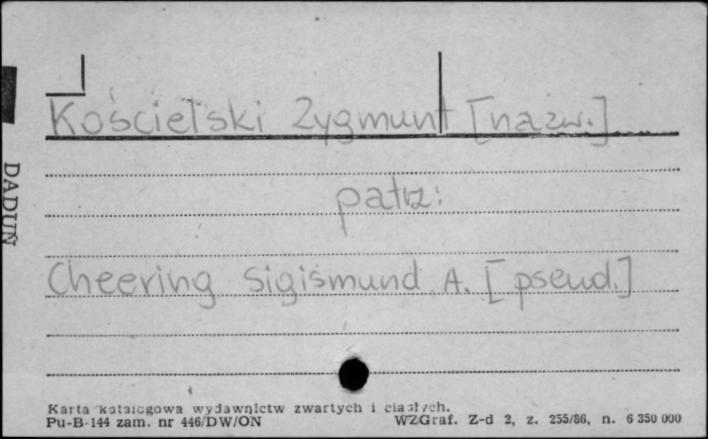 Kościelski Zygmunt [nazw.]
patrz:
Cheering Sigismund A. [pseud.]
DADUŃ
Karta katalogowa wydawnictw zwartych i ciągłych.
Pu-B-144 zam. nr 446/DW/ON WZGraf. Z-d 2, z. 255/86, n. 6 350 000